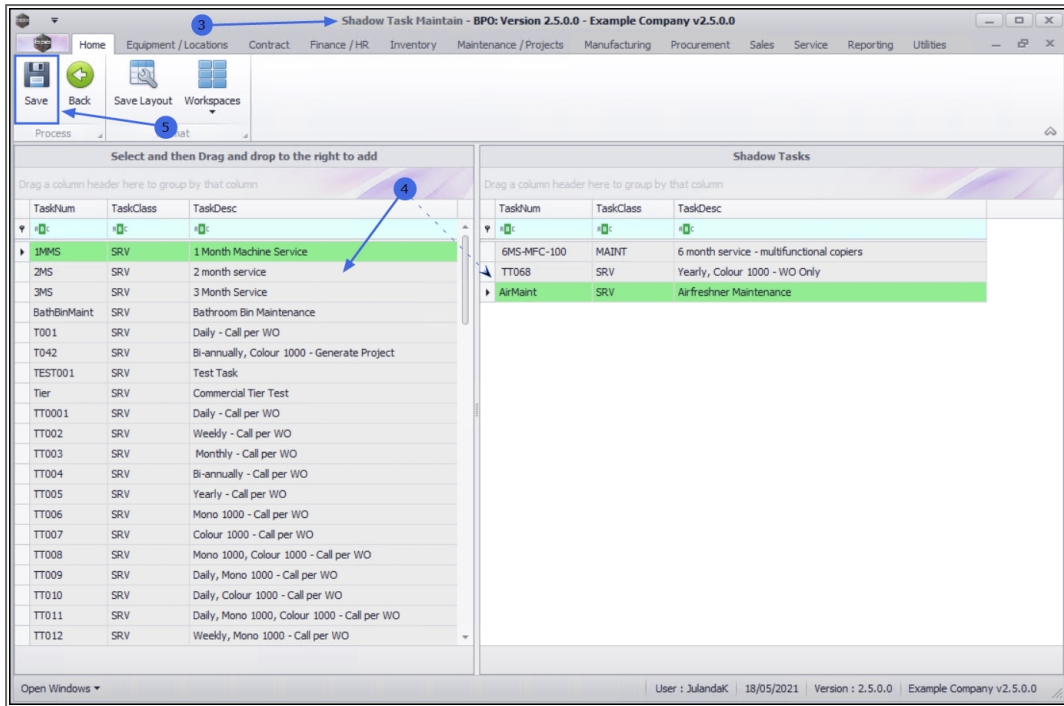 Shadow Task Maintain - BPO: Version 2.5.0.0 - Example Company v2.5.0.0
3
Home Equipment / Locations Contract Finance / HR Inventory Maintenance / Projects Manufacturing Procurement Sales Service Reporting Utilities
Save Back Save Layout Workspaces
5
Process
Select and then Drag and drop to the right to add Shadow Tasks
Drag a column header here to group by that column Drag a column header here to group by that column
4
TaskNum TaskClass TaskDesc TaskNum TaskClass TaskDesc
1MMS SRV 1 Month Machine Service 6MS-MFC-100 MAINT 6 month service - multifunctional copiers
2MS SRV 2 month service TT068 SRV Yearly, Colour 1000 - WO Only
3MS SRV 3 Month Service AirMaint SRV Airfreshner Maintenance
BathBinMaint SRV Bathroom Bin Maintenance
T001 SRV Daily - Call per WO
T042 SRV Bi-annually, Colour 1000 - Generate Project
TEST001 SRV Test Task
Tier SRV Commercial Tier Test
TT0001 SRV Daily - Call per WO
TT002 SRV Weekly - Call per WO
TT003 SRV Monthly - Call per WO
TT004 SRV Bi-annually - Call per WO
TT005 SRV Yearly - Call per WO
TT006 SRV Mono 1000 - Call per WO
TT007 SRV Colour 1000 - Call per WO
TT008 SRV Mono 1000, Colour 1000 - Call per WO
TT009 SRV Daily, Mono 1000 - Call per WO
TT010 SRV Daily, Colour 1000 - Call per WO
TT011 SRV Daily, Mono 1000, Colour 1000 - Call per WO
TT012 SRV Weekly, Mono 1000 - Call per WO
Open Windows User : JulandaK 18/05/2021 Version : 2.5.0.0 Example Company v2.5.0.0